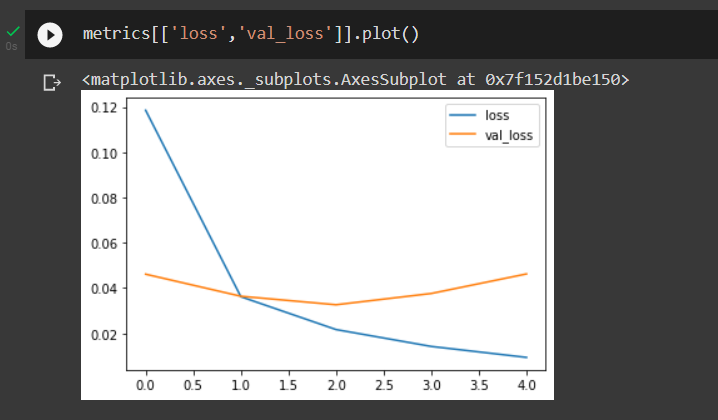 metrics[['loss','val_loss']].plot()
0s
<matplotlib.axes._subplots.AxesSubplot at 0x7f152d1be150>
0.12
0.10
0.08
0.06
0.04
0.02
loss
val_loss
0.0 0.5 1.0 1.5 2.0 2.5 3.0 3.5 4.0